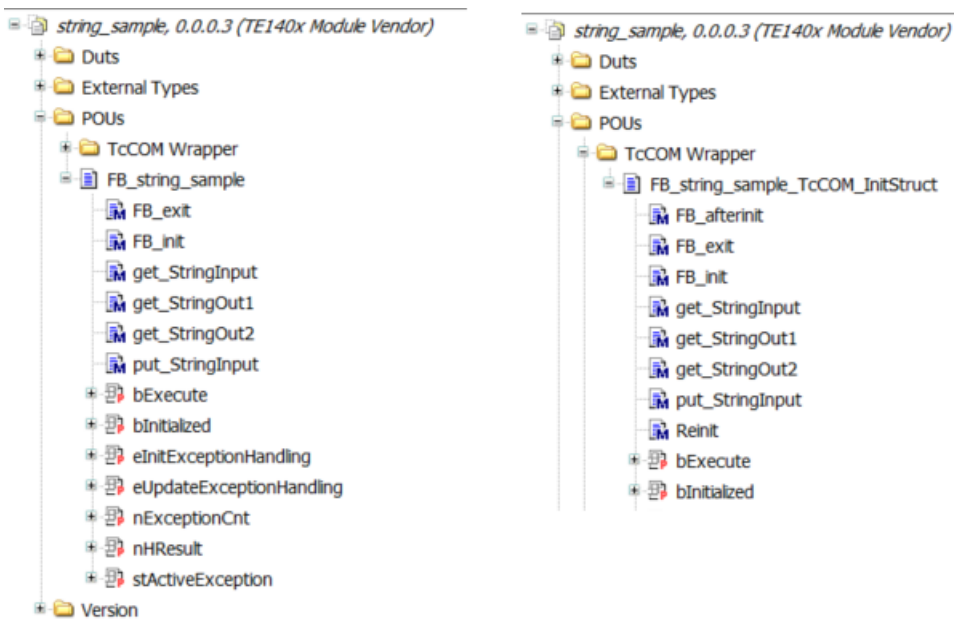 string_sample, 0.0.0.3 (TE140x Module Vendor)
Duts
External Types
POUs
TcCOM Wrapper
FB_string_sample
FB_exit
FB_init
get_StringInput
get_StringOut1
get_StringOut2
put_StringInput
bExecute
bInitialized
eInitExceptionHandling
eUpdateExceptionHandling
nExceptionCnt
nHResult
stActiveException
Version
string_sample, 0.0.0.3 (TE140x Module Vendor)
Duts
External Types
POUs
TcCOM Wrapper
FB_string_sample_TcCOM_InitStruct
FB_afterinit
FB_exit
FB_init
get_StringInput
get_StringOut1
get_StringOut2
put_StringInput
Reinit
bExecute
bInitialized